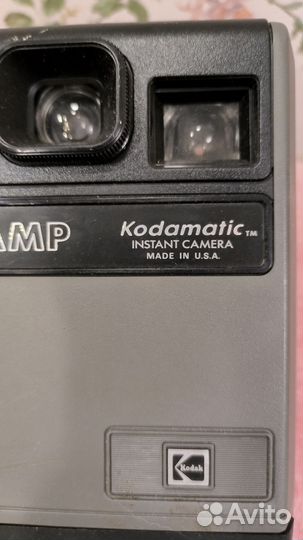 AMP
Kodamatic™
INSTANT CAMERA
MADE IN U.S.A.
Kodak
Avito